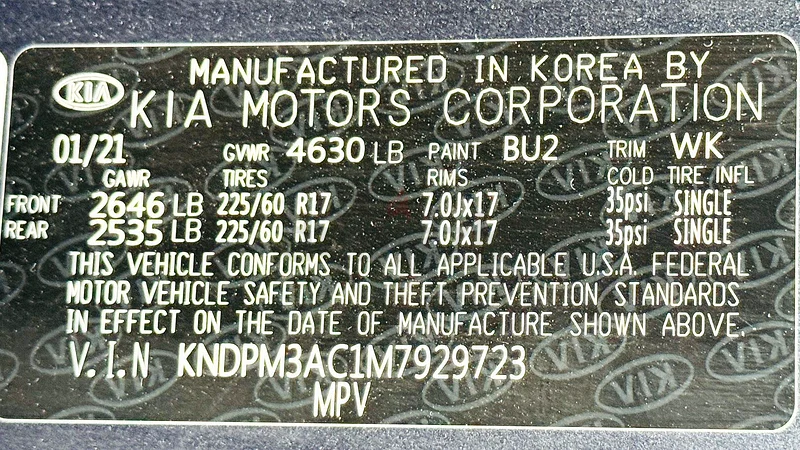 MANUFACTURED IN KOREA BY
KIA KIA MOTORS CORPORATION
01/21 GVWR 4630 LB PAINT BU2 TRIM WK
GAWR TIRES RIMS COLD TIRE INFL
FRONT 2646 LB 225/60 R17 7.0Jx17 35psi SINGLE
REAR 2535 LB 225/60 R17 7.0Jx17 35psi SINGLE
THIS VEHICLE CONFORMS TO ALL APPLICABLE U.S.A. FEDERAL
MOTOR VEHICLE SAFETY AND THEFT PREVENTION STANDARDS
IN EFFECT ON THE DATE OF MANUFACTURE SHOWN ABOVE.
V.I.N KNDPM3AC1M7929723
MPV